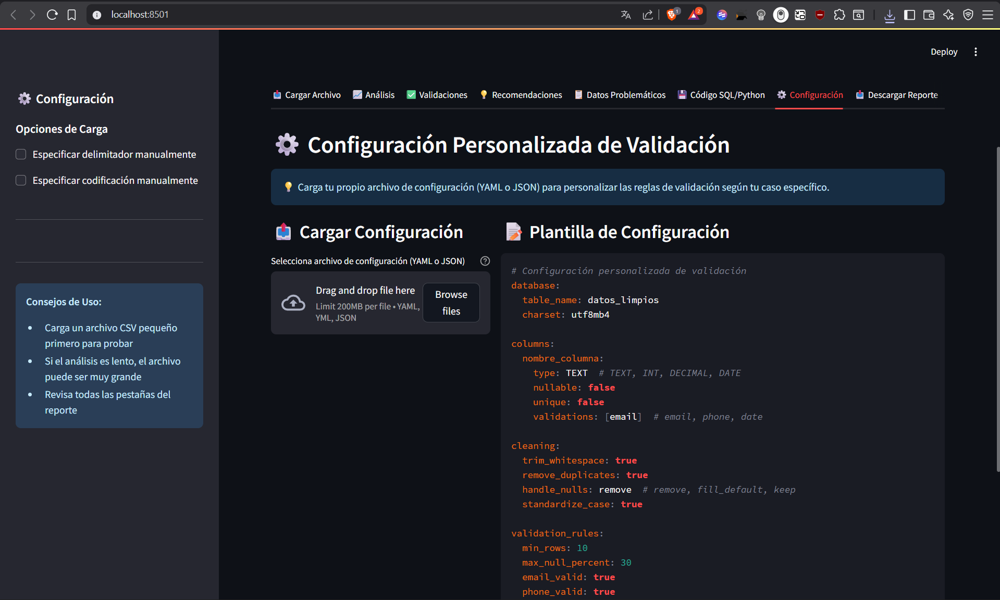 localhost:8501
1
2
Deploy
Configuración
Opciones de Carga
Especificar delimitador manualmente
Especificar codificación manualmente
Consejos de Uso:
• Carga un archivo CSV pequeño
primero para probar
• Si el análisis es lento, el archivo
puede ser muy grande
• Revisa todas las pestañas del
reporte
Cargar Archivo
Análisis
Validaciones
Recomendaciones
Datos Problemáticos
Código SQL/Python
Configuración
Descargar Reporte
Configuración Personalizada de Validación
Carga tu propio archivo de configuración (YAML o JSON) para personalizar las reglas de validación según tu caso específico.
Cargar Configuración
Selecciona archivo de configuración (YAML o JSON)
Drag and drop file here
Limit 200MB per file • YAML,
YML, JSON
Browse
files
Plantilla de Configuración
# Configuración personalizada de validación
database:
  table_name: datos_limpios
  charset: utf8mb4
columns:
  nombre_columna:
    type: TEXT  # TEXT, INT, DECIMAL, DATE
    nullable: false
    unique: false
    validations: [email]  # email, phone, date
cleaning:
  trim_whitespace: true
  remove_duplicates: true
  handle_nulls: remove  # remove, fill_default, keep
  standardize_case: true
validation_rules:
  min_rows: 10
  max_null_percent: 30
  email_valid: true
  phone_valid: true